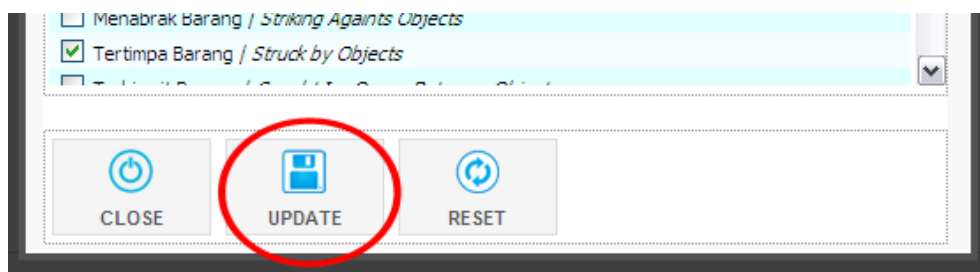 Menabrak Barang / Striking Againts Objects
Tertimpa Barang / Struck by Objects
CLOSE UPDATE RESET